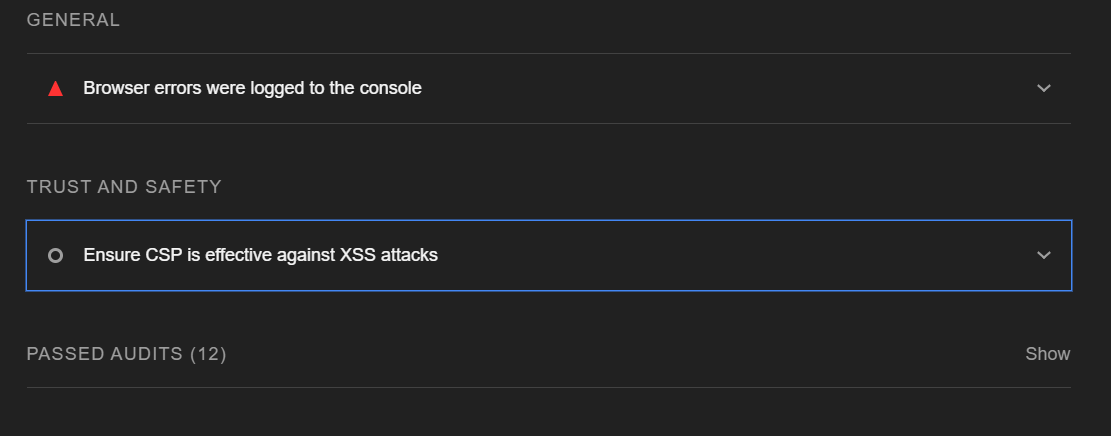 GENERAL
Browser errors were logged to the console
TRUST AND SAFETY
Ensure CSP is effective against XSS attacks
PASSED AUDITS (12)
Show